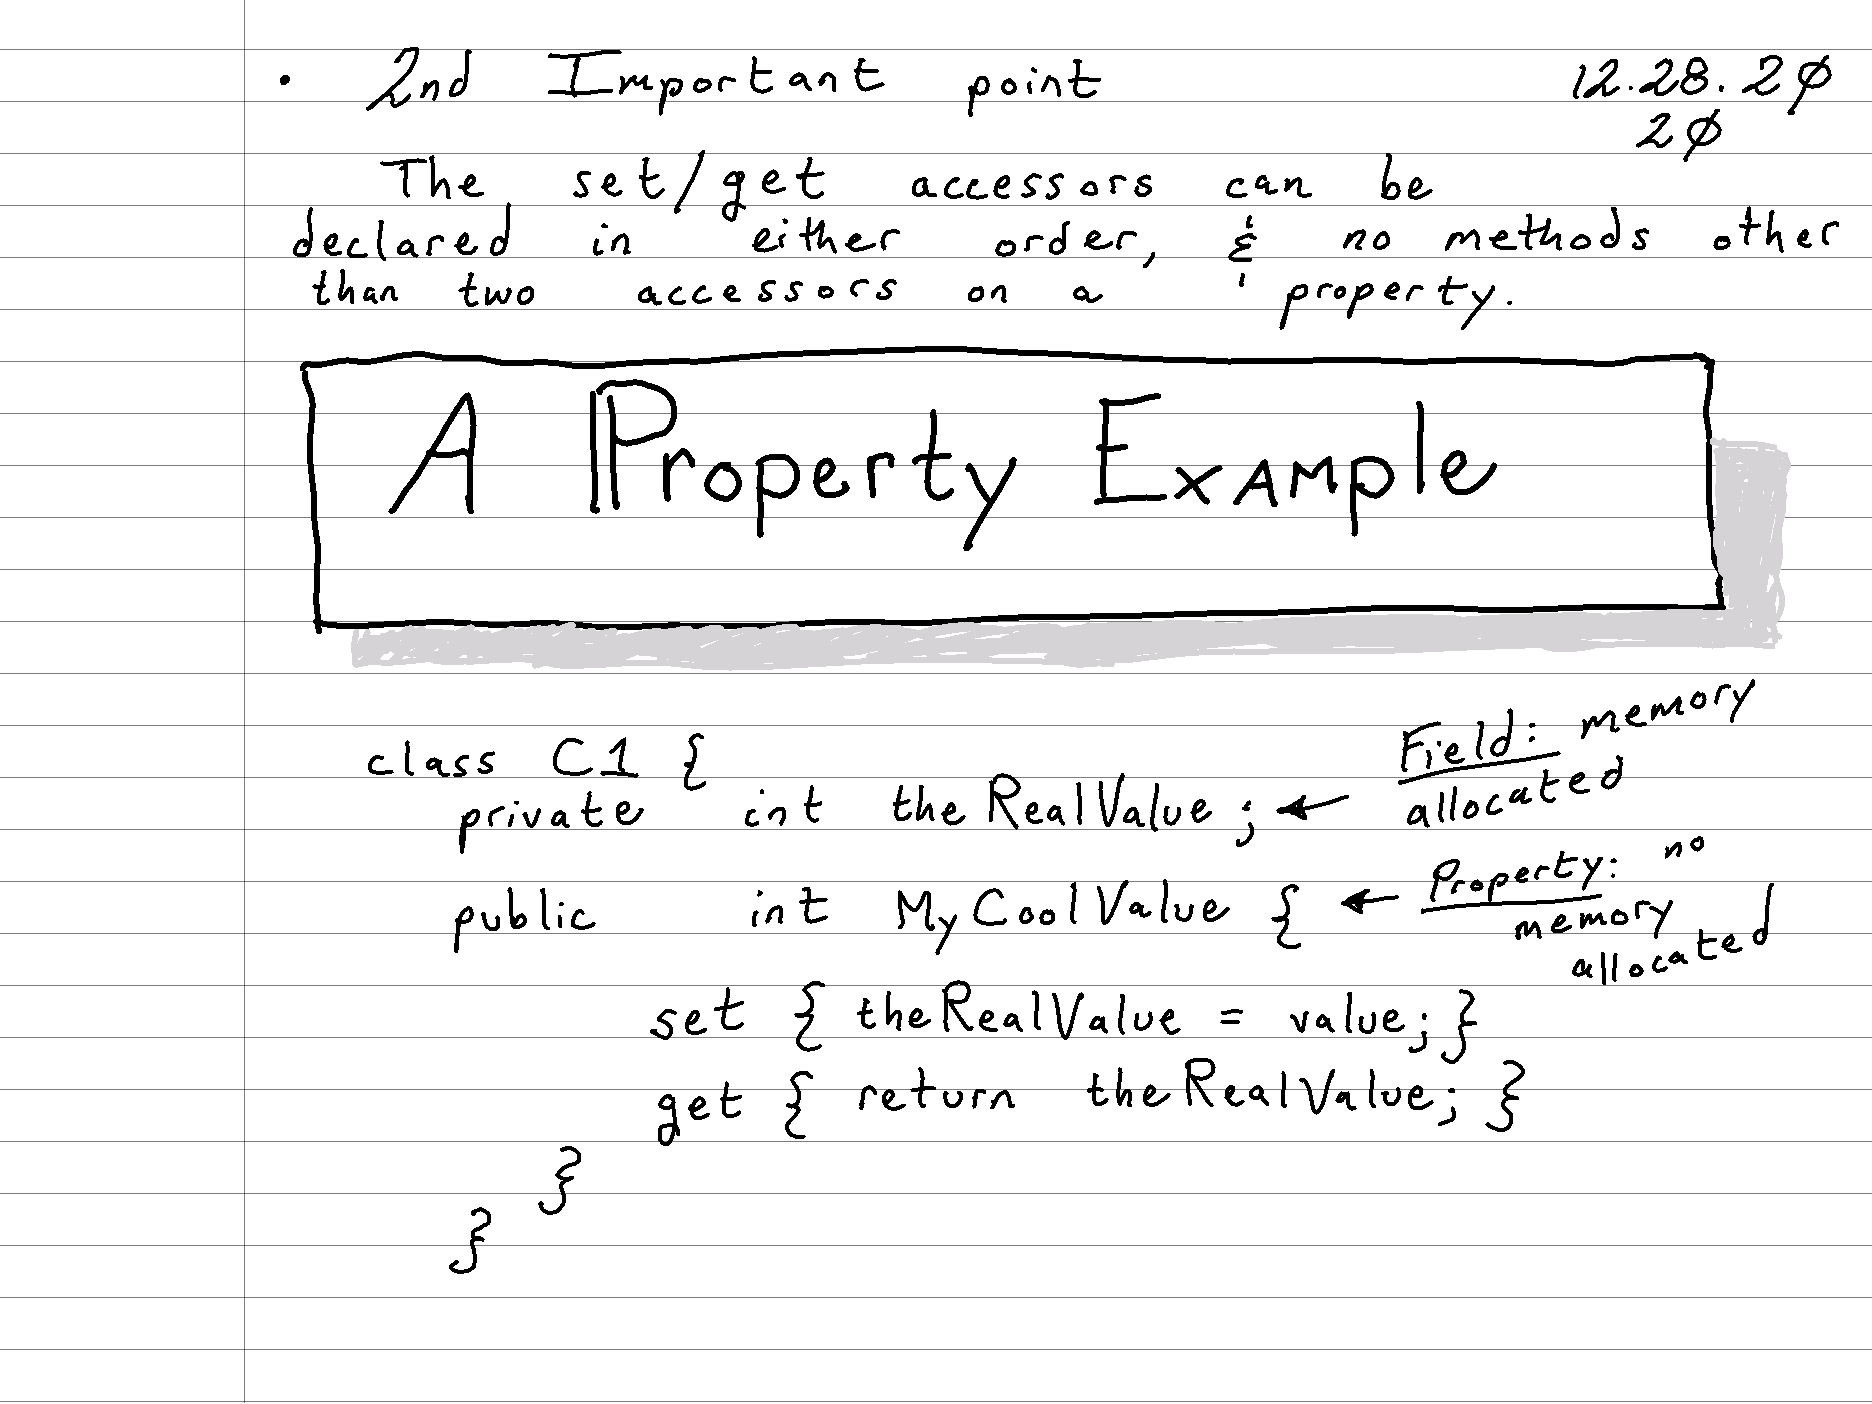 • 2nd Important point 12.28.2Ø
2Ø
The set/get accessors can be
declared in either order, & no methods other
than two accessors on a property.
A Property Example
class C1 {
private int theRealValue; ← Field: memory
allocated
public int MyCoolValue { ← Property: no
memory
allocated
set { theRealValue = value; }
get { return theRealValue; }
}
}